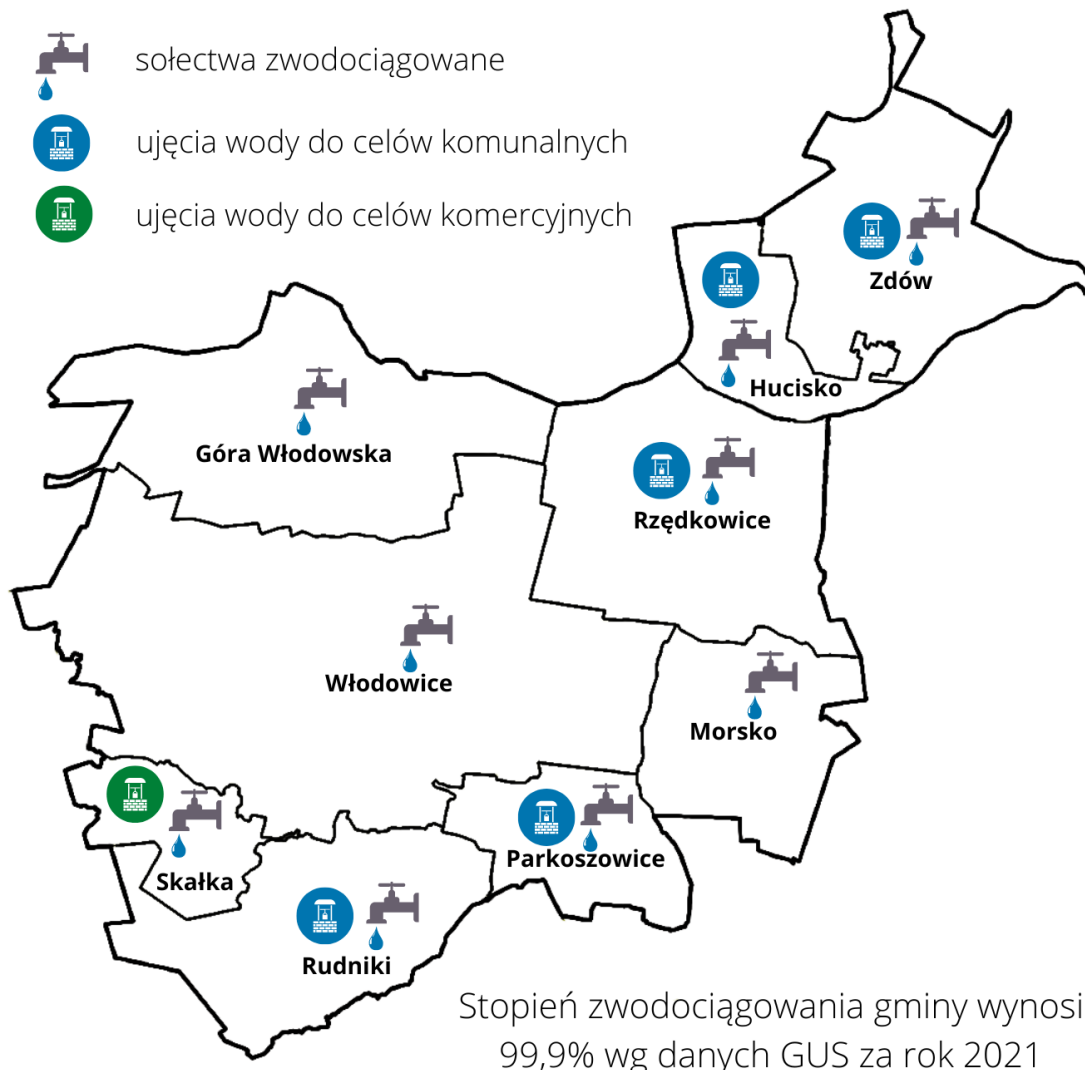 sołectwa zwodociągowane
ujęcia wody do celów komunalnych
ujęcia wody do celów komercyjnych
Zdów
Hucisko
Góra Włodowska
Rzędkowice
Włodowice
Morsko
Parkoszowice
Skałka
Rudniki
Stopień zwodociągowania gminy wynosi
99,9% wg danych GUS za rok 2021